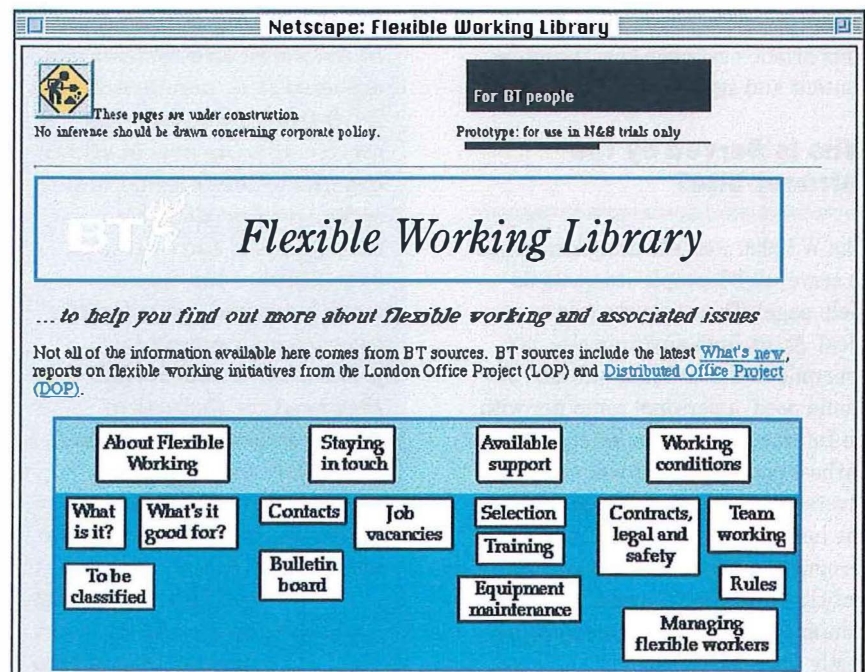 Netscape: Flexible Working Library
These pages are under construction
No inference should be drawn concerning corporate policy.
For BT people
Prototype: for use in N&S trials only
BT
Flexible Working Library
...to help you find out more about flexible working and associated issues
Not all of the information available here comes from BT sources. BT sources include the latest What's new,
reports on flexible working initiatives from the London Office Project (LOP) and Distributed Office Project
(DOP).
About Flexible
Working
Staying
in touch
Available
support
Working
conditions
What
is it?
What's it
good for?
To be
classified
Contacts
Job
vacancies
Bulletin
board
Selection
Training
Equipment
maintenance
Contracts,
legal and
safety
Team
working
Rules
Managing
flexible workers